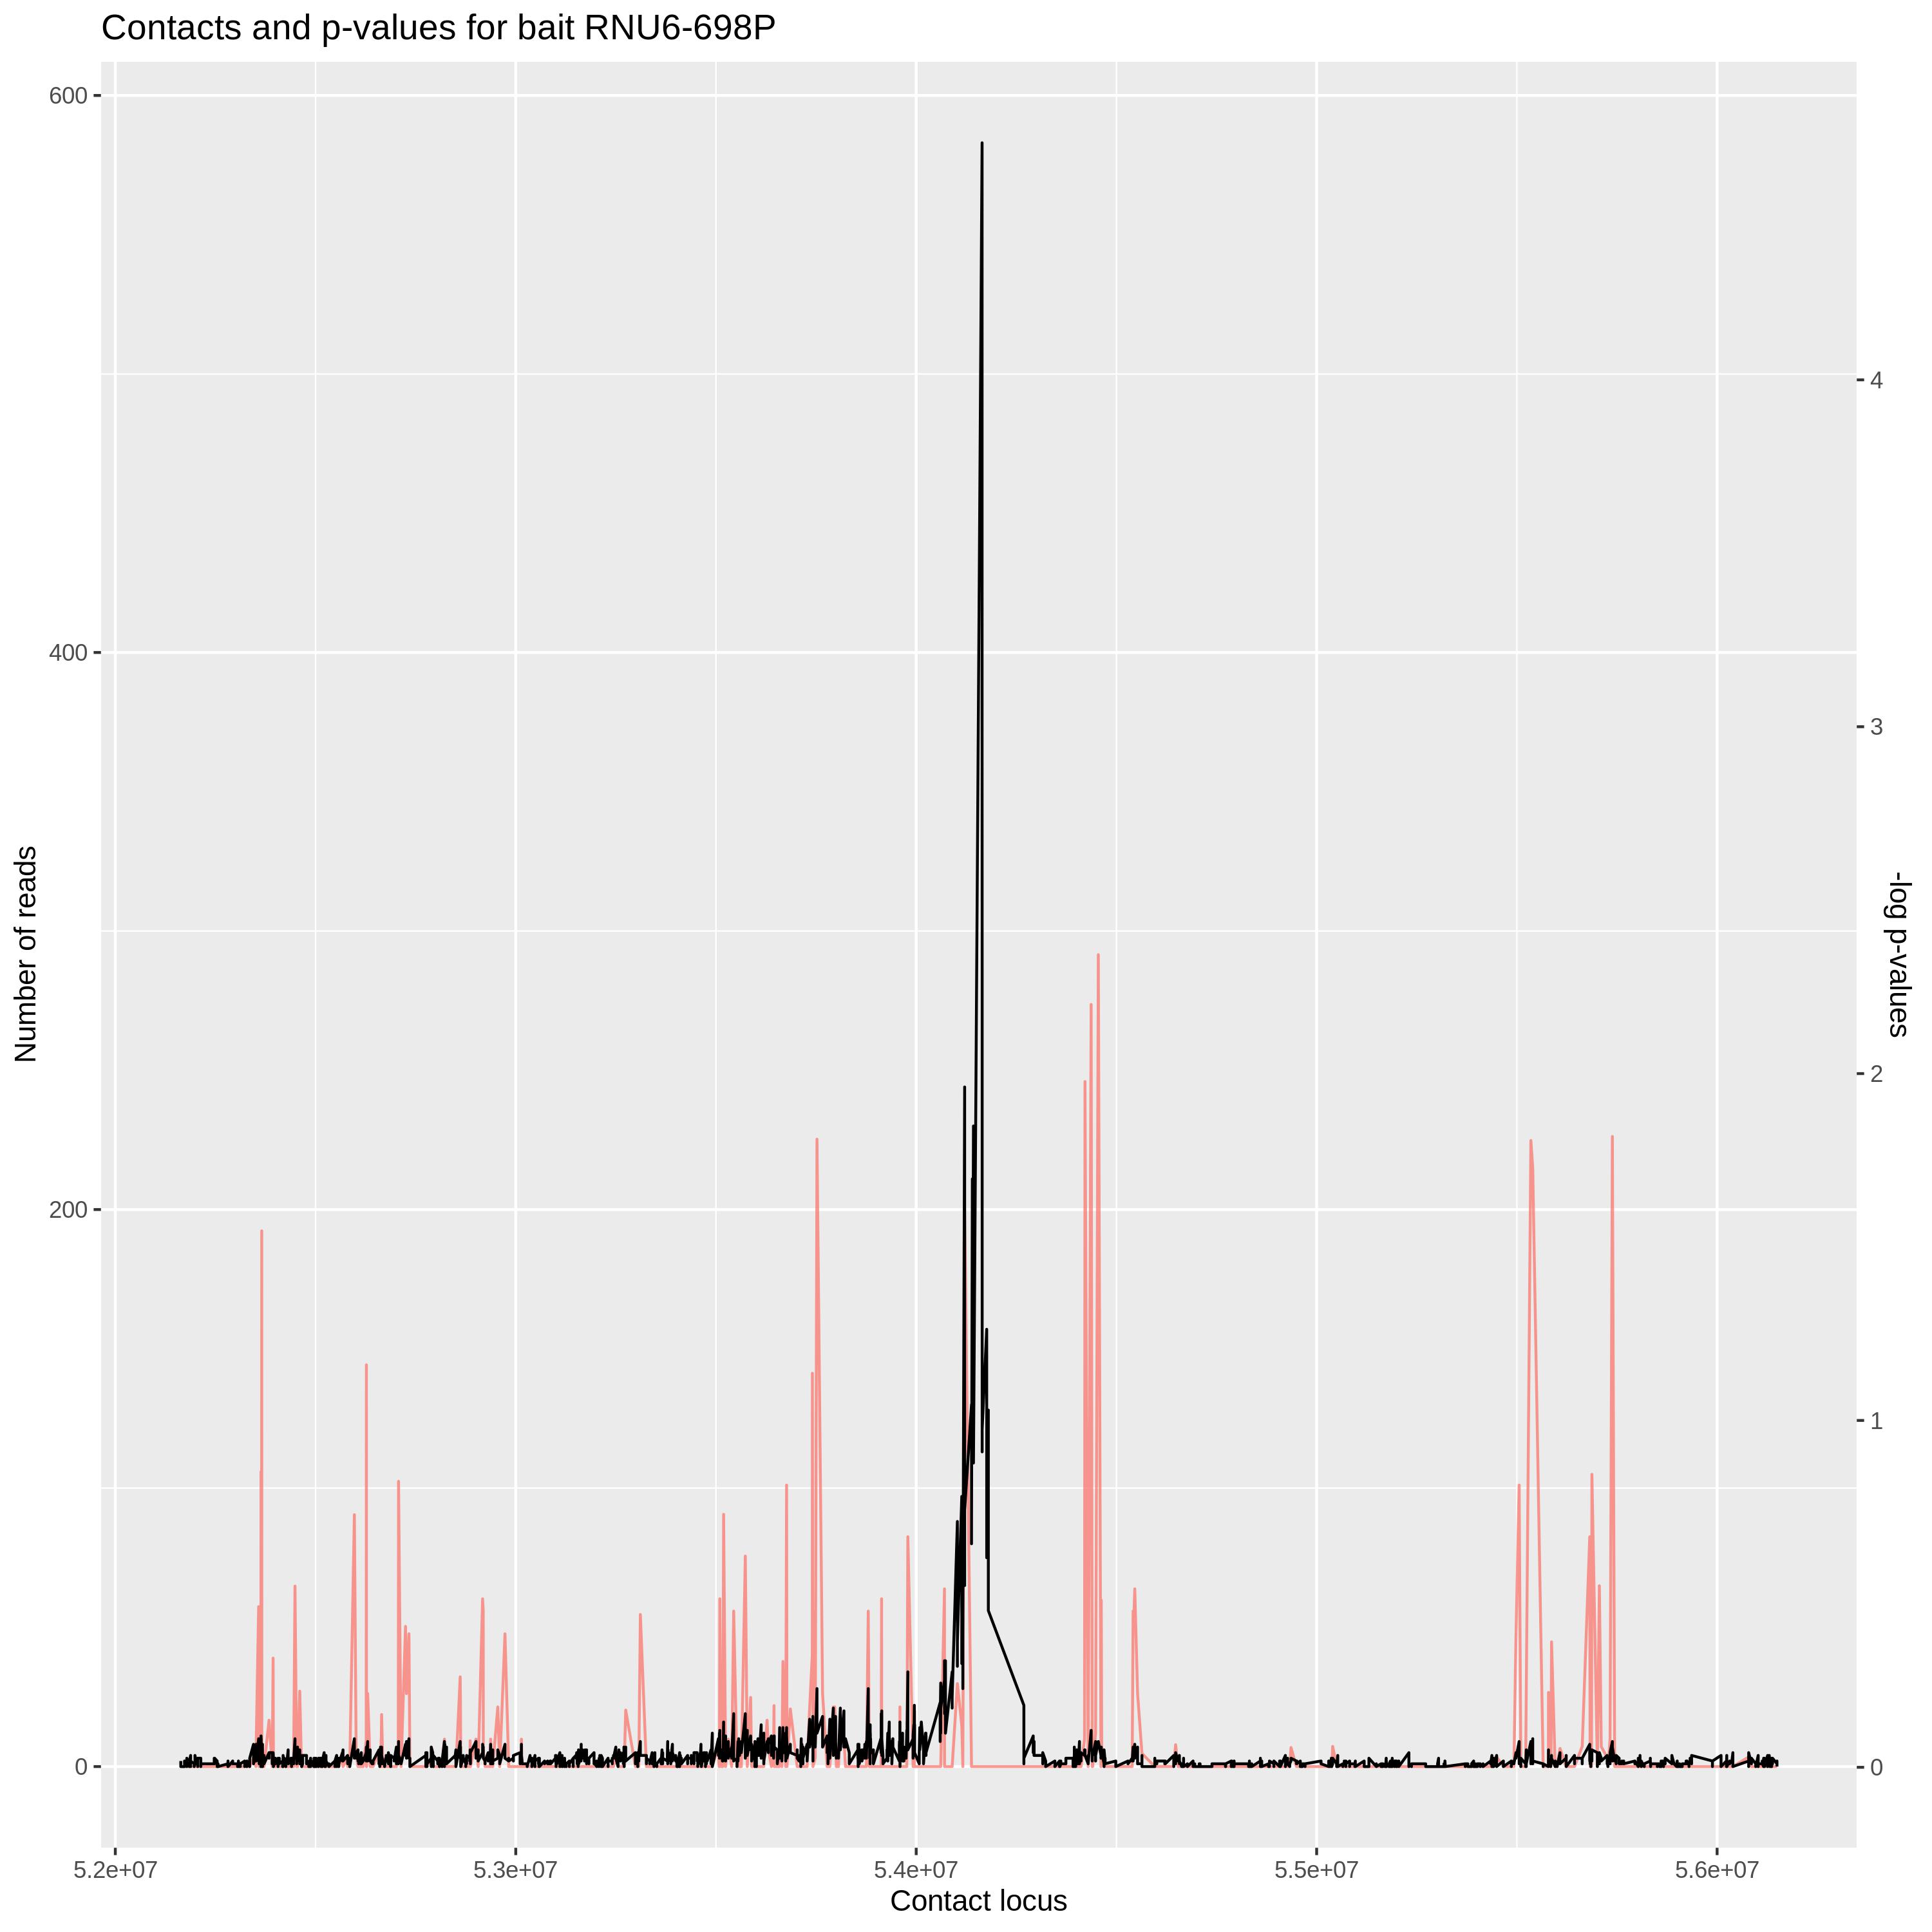 Contacts and p-values for bait RNU6-698P
600
400
200
0
Number of reads
4
3
2
1
0
-log p-values
5.2e+07 5.3e+07 5.4e+07 5.5e+07 5.6e+07
Contact locus